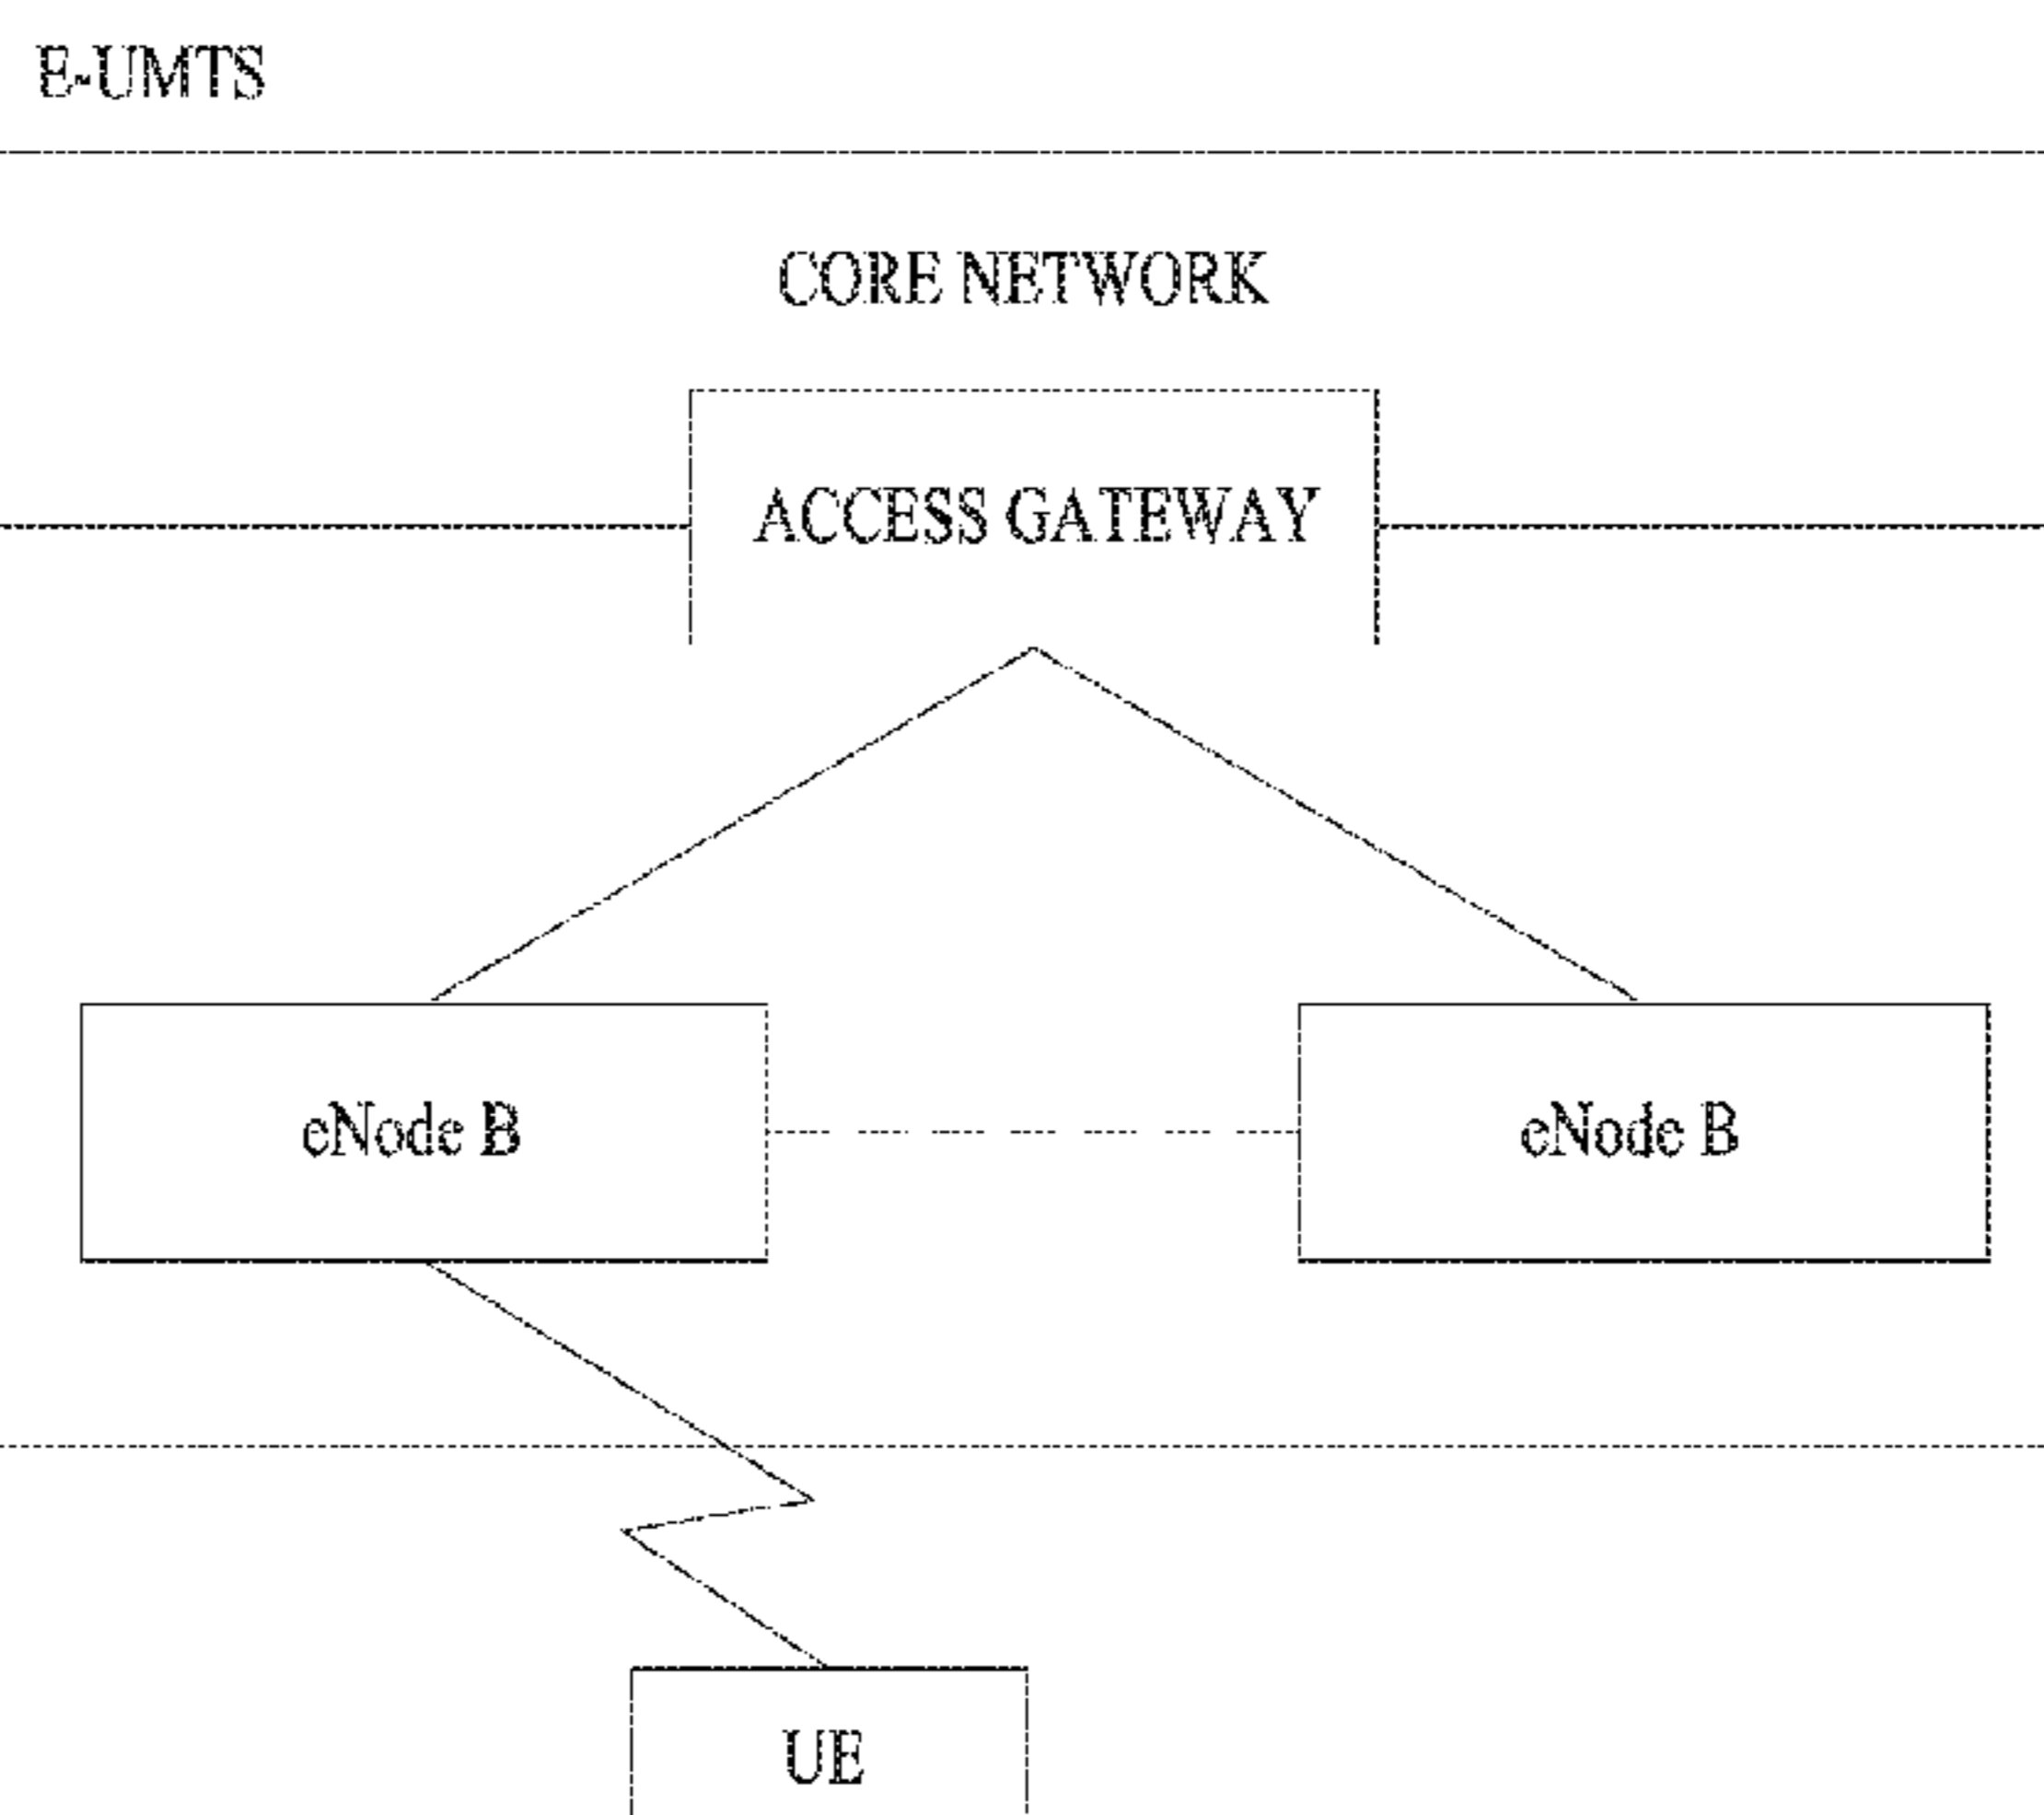 E-UMTS
CORE NETWORK
ACCESS GATEWAY
eNode B
eNode B
UE